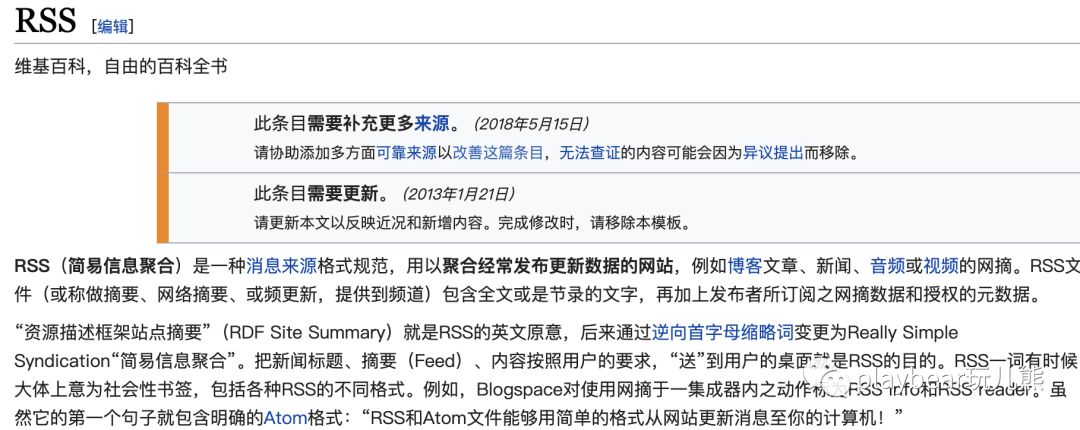 RSS [编辑]
维基百科，自由的百科全书
此条目需要补充更多来源。 (2018年5月15日)
请协助添加多方面可靠来源以改善这篇条目，无法查证的内容可能会因为异议提出而移除。
此条目需要更新。 (2013年1月21日)
请更新本文以反映近况和新增内容。完成修改时，请移除本模板。
RSS（简易信息聚合）是一种消息来源格式规范，用以聚合经常发布更新数据的网站，例如博客文章、新闻、音频或视频的网摘。RSS文
件（或称做摘要、网络摘要、或频更新，提供到频道）包含全文或是节录的文字，再加上发布者所订阅之网摘数据和授权的元数据。
“资源描述框架站点摘要”（RDF Site Summary）就是RSS的英文原意，后来通过逆向首字母缩略词变更为Really Simple
Syndication“简易信息聚合”。把新闻标题、摘要（Feed）、内容按照用户的要求，“送”到用户的桌面就是RSS的目的。RSS一词有时候
大体上意为社会性书签，包括各种RSS的不同格式。例如，Blogspace对使用网摘于一集成器内之动作称 RSS info和RSS reader。虽
然它的第一个句子就包含明确的Atom格式：“RSS和Atom文件能够用简单的格式从网站更新消息至你的计算机！”
playbear玩儿熊